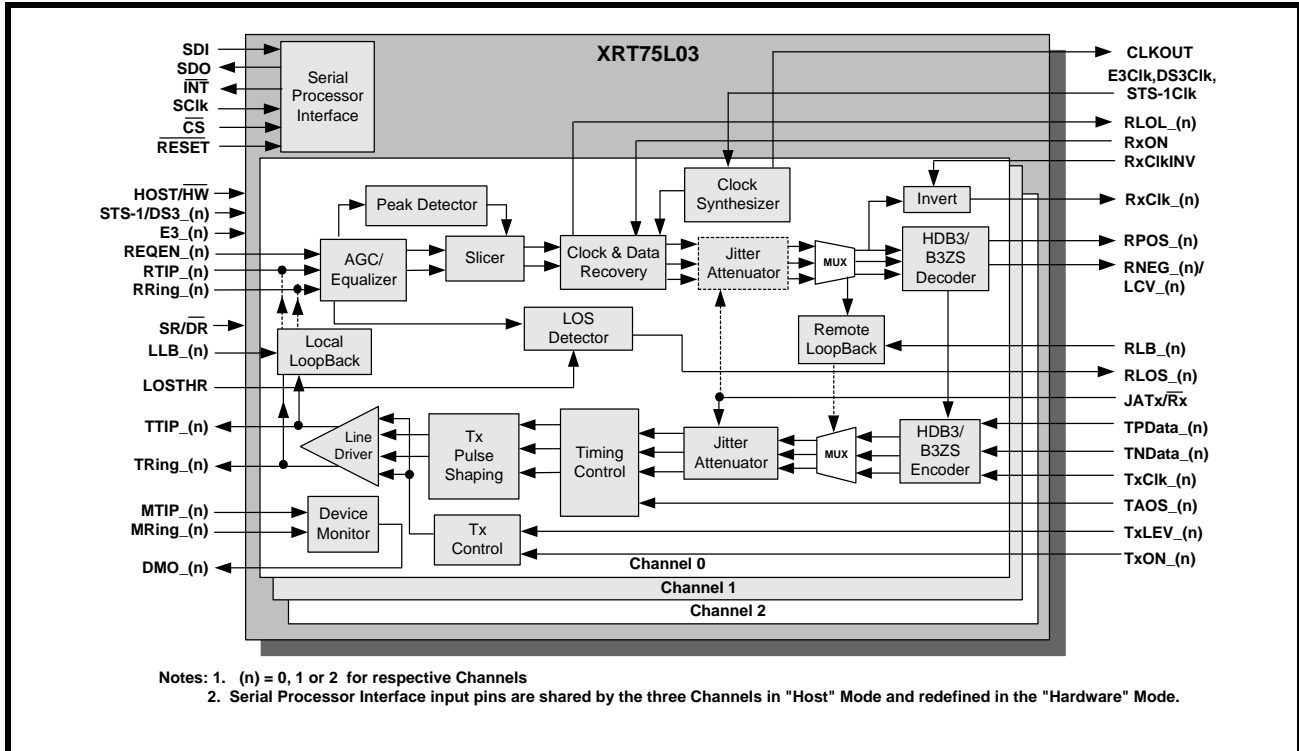 XRT75L03
SDI
SDO
INT
SClk
CS
RESET
HOST/HW
STS-1/DS3_(n)
E3_(n)
REQEN_(n)
RTIP_(n)
RRing_(n)
SR/DR
LLB_(n)
LOSTHR
TTIP_(n)
TRing_(n)
MTIP_(n)
MRing_(n)
DMO_(n)
Serial
Processor
Interface
Peak Detector
AGC/
Equalizer
Slicer
Clock & Data
Recovery
Clock
Synthesizer
Jitter
Attenuator
MUX
Invert
HDB3/
B3ZS
Decoder
LOS
Detector
Remote
LoopBack
Local
LoopBack
Line
Driver
Tx
Pulse
Shaping
Timing
Control
Jitter
Attenuator
MUX
HDB3/
B3ZS
Encoder
Device
Monitor
Tx
Control
Channel 0
Channel 1
Channel 2
CLKOUT
E3Clk,DS3Clk,
STS-1Clk
RLOL_(n)
RxON
RxClkINV
RxClk_(n)
RPOS_(n)
RNEG_(n)/
LCV_(n)
RLB_(n)
RLOS_(n)
JATx/Rx
TPData_(n)
TNData_(n)
TxClk_(n)
TAOS_(n)
TxLEV_(n)
TxON_(n)
Notes: 1. (n) = 0, 1 or 2 for respective Channels
2. Serial Processor Interface input pins are shared by the three Channels in "Host" Mode and redefined in the "Hardware" Mode.